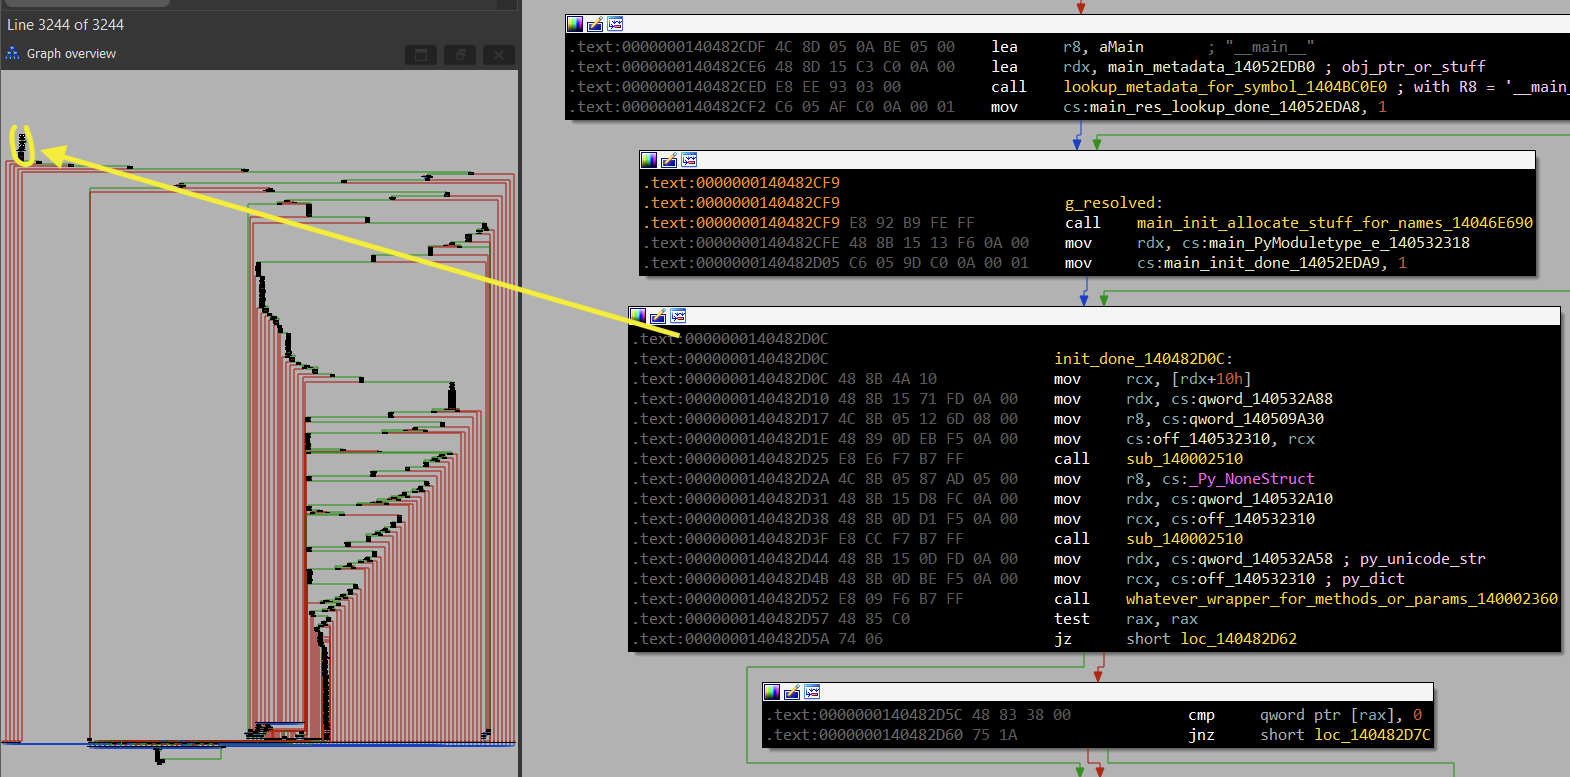 Line 3244 of 3244
Graph overview
.text:0000000140482CDF 4C 8D 05 0A BE 05 00 lea r8, aMain ; "__main__"
.text:0000000140482CE6 48 8D 15 C3 C0 0A 00 lea rdx, main_metadata_14052EDB0 ; obj_ptr_or_stuff
.text:0000000140482CED E8 EE 93 03 00 call lookup_metadata_for_symbol_1404BC0E0 ; with R8 = '__main_
.text:0000000140482CF2 C6 05 AF C0 0A 00 01 mov cs:main_res_lookup_done_14052EDA8, 1
.text:0000000140482CF9
.text:0000000140482CF9 g_resolved:
.text:0000000140482CF9 E8 92 B9 FE FF call main_init_allocate_stuff_for_names_14046E690
.text:0000000140482CFE 48 8B 15 13 F6 0A 00 mov rdx, cs:main_PyModuletype_e_140532318
.text:0000000140482D05 C6 05 9D C0 0A 00 01 mov cs:main_init_done_14052EDA9, 1
.text:0000000140482D0C
.text:0000000140482D0C init_done_140482D0C:
.text:0000000140482D0C 48 8B 4A 10 mov rcx, [rdx+10h]
.text:0000000140482D10 48 8B 15 71 FD 0A 00 mov rdx, cs:qword_140532A88
.text:0000000140482D17 4C 8B 05 12 6D 08 00 mov r8, cs:qword_140509A30
.text:0000000140482D1E 48 89 0D EB F5 0A 00 mov cs:off_140532310, rcx
.text:0000000140482D25 E8 E6 F7 B7 FF call sub_140002510
.text:0000000140482D2A 4C 8B 05 87 AD 05 00 mov r8, cs:_Py_NoneStruct
.text:0000000140482D31 48 8B 15 D8 FC 0A 00 mov rdx, cs:qword_140532A10
.text:0000000140482D38 48 8B 0D D1 F5 0A 00 mov rcx, cs:off_140532310
.text:0000000140482D3F E8 CC F7 B7 FF call sub_140002510
.text:0000000140482D44 48 8B 15 0D FD 0A 00 mov rdx, cs:qword_140532A58 ; py_unicode_str
.text:0000000140482D4B 48 8B 0D BE F5 0A 00 mov rcx, cs:off_140532310 ; py_dict
.text:0000000140482D52 E8 09 F6 B7 FF call whatever_wrapper_for_methods_or_params_140002360
.text:0000000140482D57 48 85 C0 test rax, rax
.text:0000000140482D5A 74 06 jz short loc_140482D62
.text:0000000140482D5C 48 83 38 00 cmp qword ptr [rax], 0
.text:0000000140482D60 75 1A jnz short loc_140482D7C